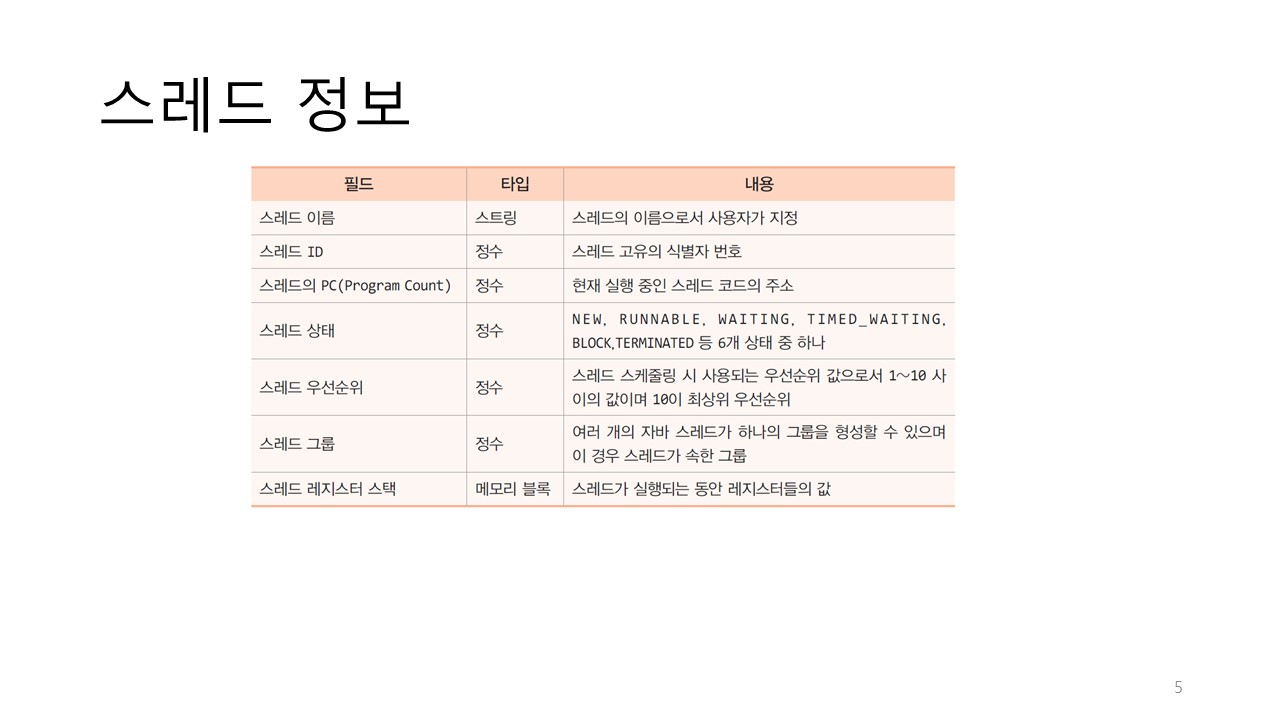 스레드 정보
필드 타입 내용
스레드 이름 스트링 스레드의 이름으로서 사용자가 지정
스레드 ID 정수 스레드 고유의 식별자 번호
스레드의 PC(Program Count) 정수 현재 실행 중인 스레드 코드의 주소
스레드 상태 정수 NEW, RUNNABLE, WAITING, TIMED_WAITING,
BLOCK,TERMINATED 등 6개 상태 중 하나
스레드 우선순위 정수 스레드 스케줄링 시 사용되는 우선순위 값으로서 1~10 사
이의 값이며 10이 최상위 우선순위
스레드 그룹 정수 여러 개의 자바 스레드가 하나의 그룹을 형성할 수 있으며
이 경우 스레드가 속한 그룹
스레드 레지스터 스택 메모리 블록 스레드가 실행되는 동안 레지스터들의 값
5